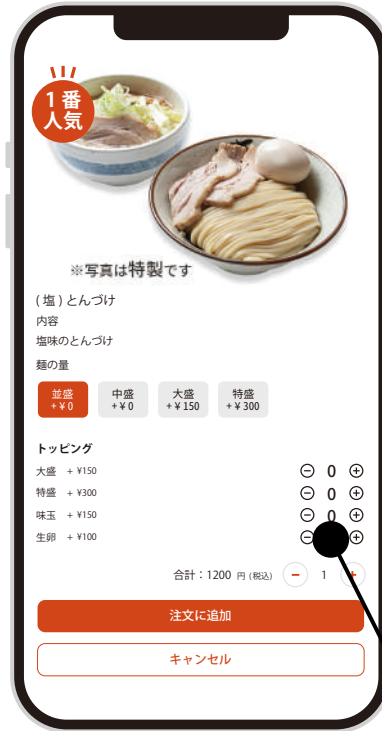 1番
人気
※写真は特製です
(塩)とんづけ
内容
塩味のとんづけ
麺の量
並盛
+¥0
中盛
+¥0
大盛
+¥150
特盛
+¥300
トッピング
大盛 +¥150 0
特盛 +¥300 0
味玉 +¥150 0
生卵 +¥100
合計:1200 円(税込) − 1 +
注文に追加
キャンセル